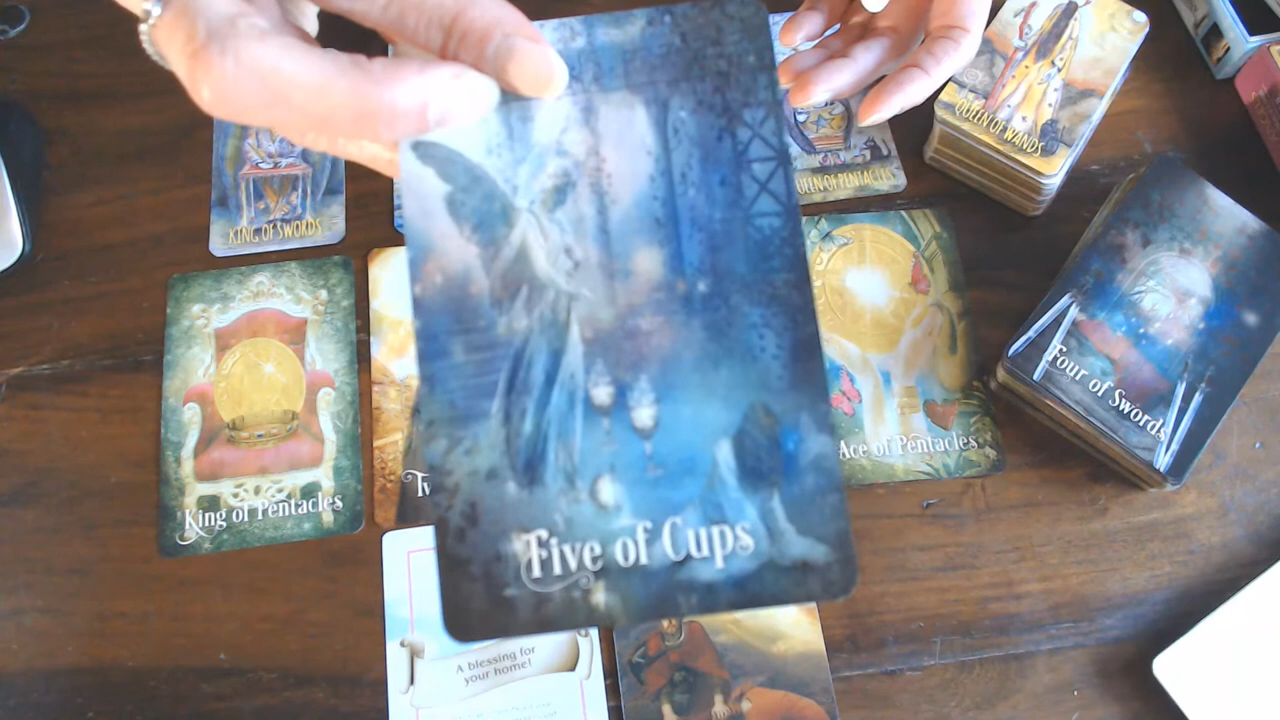 QUEEN OF WANDS
QUEEN OF PENTACLES
KING OF SWORDS
Four of Swords
Ace of Pentacles
King of Pentacles
Five of Cups
A blessing for
your home!